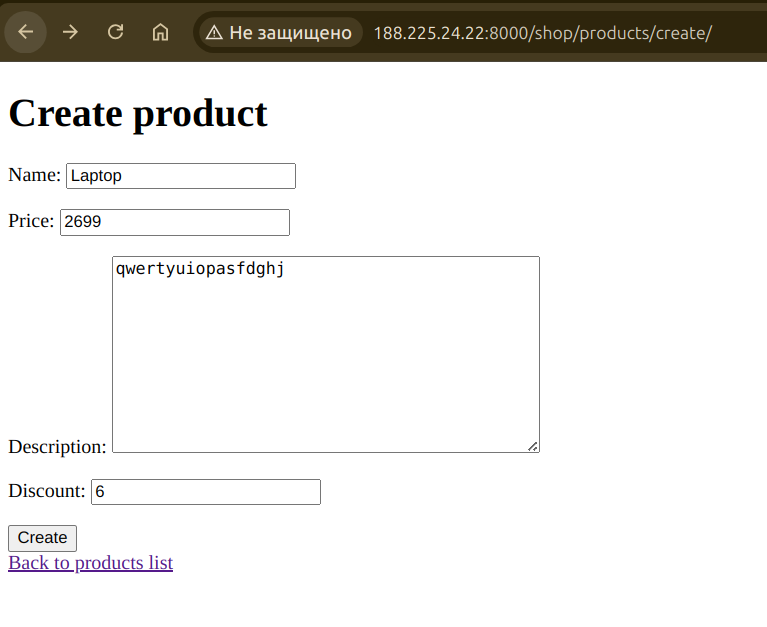 Не защищено 188.225.24.22:8000/shop/products/create/
Create product
Name: Laptop
Price: 2699
qwertyuiopasfdghj
Description:
Discount: 6
Create
Back to products list